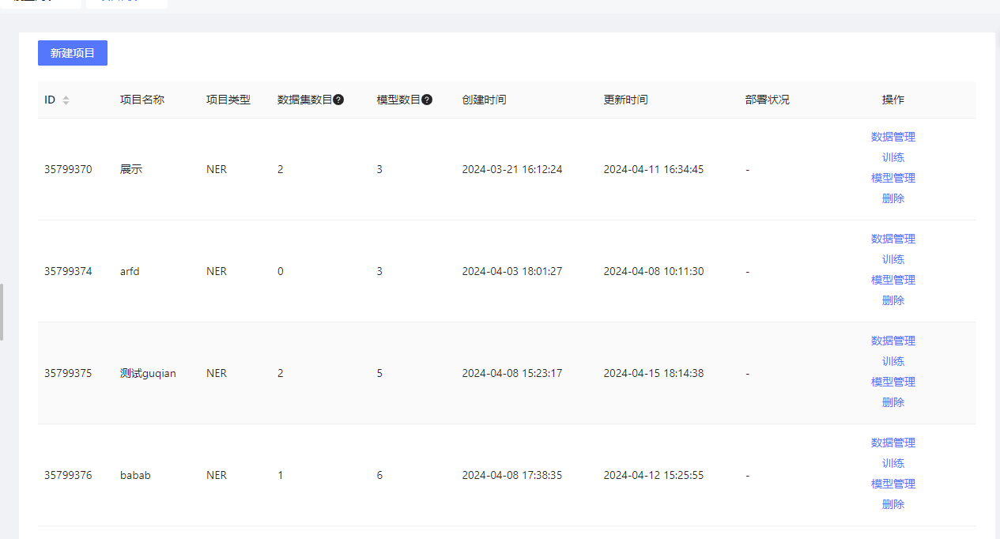 新建项目
ID 项目名称 项目类型 数据集数目? 模型数目? 创建时间 更新时间 部署状况 操作
35799370 展示 NER 2 3 2024-03-21 16:12:24 2024-04-11 16:34:45 - 数据管理
训练
模型管理
删除
35799374 arfd NER 0 3 2024-04-03 18:01:27 2024-04-08 10:11:30 - 数据管理
训练
模型管理
删除
35799375 测试guqian NER 2 5 2024-04-08 15:23:17 2024-04-15 18:14:38 - 数据管理
训练
模型管理
删除
35799376 babab NER 1 6 2024-04-08 17:38:35 2024-04-12 15:25:55 - 数据管理
训练
模型管理
删除